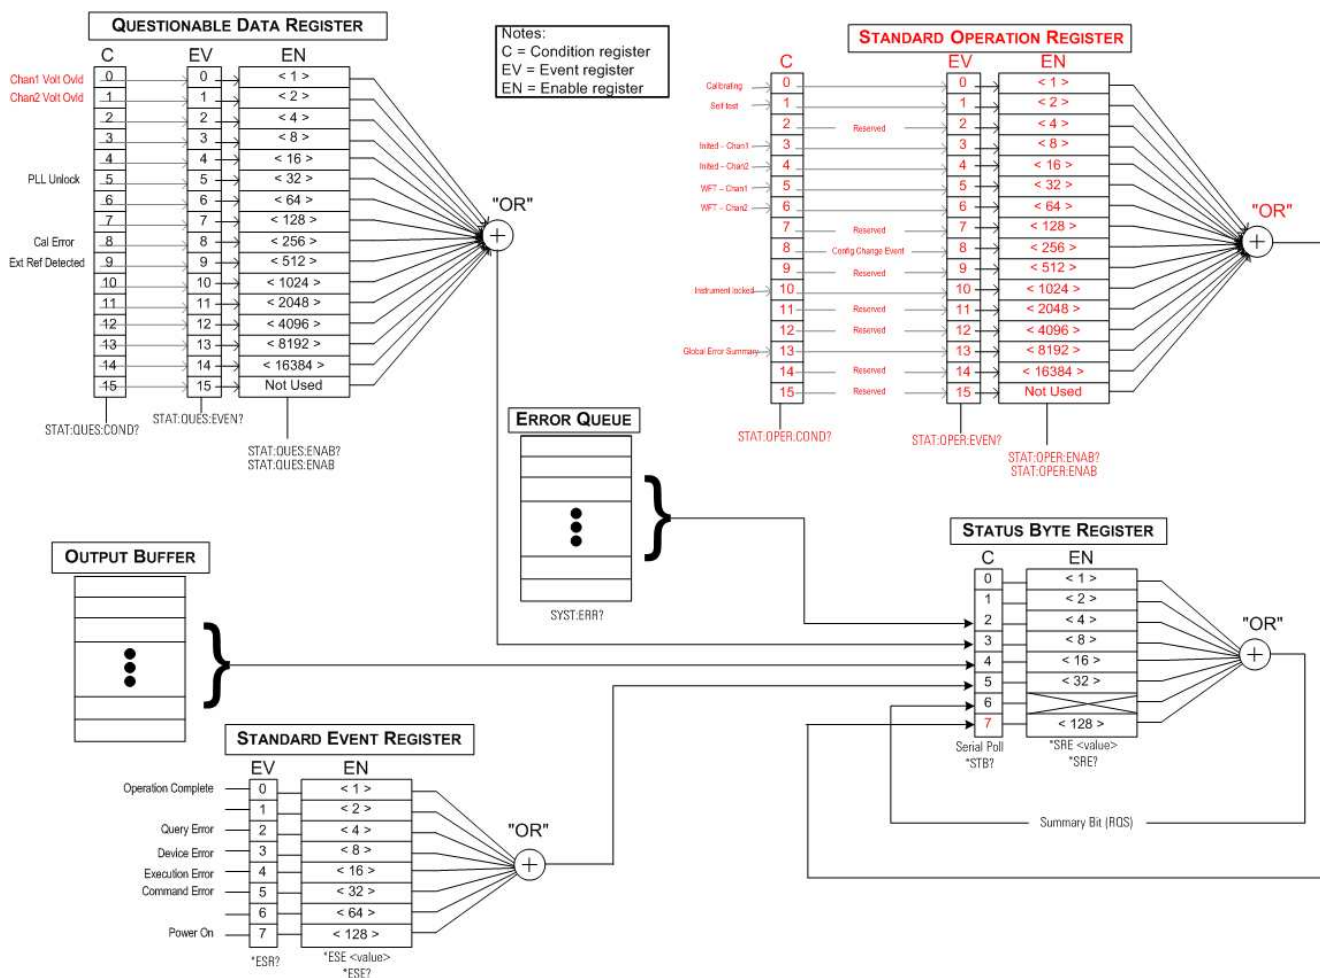 QUESTIONABLE DATA REGISTER
C EV EN
Chan1 Volt Ovld 0 0 < 1 >
Chan2 Volt Ovld 1 1 < 2 >
2 2 < 4 >
3 3 < 8 >
4 4 < 16 >
PLL Unlock 5 5 < 32 >
6 6 < 64 >
7 7 < 128 >
Cal Error 8 8 < 256 >
Ext Ref Detected 9 9 < 512 >
10 10 < 1024 >
11 11 < 2048 >
12 12 < 4096 >
13 13 < 8192 >
14 14 < 16384 >
15 15 Not Used
"OR"
+
STAT:QUES:COND?
STAT:QUES:EVEN?
STAT:QUES:ENAB?
STAT:QUES:ENAB
Notes:
C = Condition register
EV = Event register
EN = Enable register
STANDARD OPERATION REGISTER
C EV EN
Calibrating 0 0 < 1 >
Self test 1 1 < 2 >
2 Reserved 2 < 4 >
Inited – Chan1 3 3 < 8 >
Inited – Chan2 4 4 < 16 >
WFT – Chan1 5 5 < 32 >
WFT – Chan2 6 6 < 64 >
7 Reserved 7 < 128 >
8 Config Change Event 8 < 256 >
9 Reserved 9 < 512 >
Instrument locked 10 10 < 1024 >
11 Reserved 11 < 2048 >
12 Reserved 12 < 4096 >
Global Error Summary 13 13 < 8192 >
14 Reserved 14 < 16384 >
15 Reserved 15 Not Used
"OR"
+
STAT:OPER:COND?
STAT:OPER:EVEN?
STAT:OPER:ENAB?
STAT:OPER:ENAB
ERROR QUEUE
SYST:ERR?
OUTPUT BUFFER
STATUS BYTE REGISTER
C EN
0 < 1 >
1 < 2 >
2 < 4 >
3 < 8 >
4 < 16 >
5 < 32 >
6
7 < 128 >
"OR"
+
Serial Poll
*STB?
*SRE <value>
*SRE?
Summary Bit (RQS)
STANDARD EVENT REGISTER
EV EN
Operation Complete 0 < 1 >
1 < 2 >
Query Error 2 < 4 >
Device Error 3 < 8 >
Execution Error 4 < 16 >
Command Error 5 < 32 >
6 < 64 >
Power On 7 < 128 >
"OR"
+
*ESR?
*ESE <value>
*ESE?